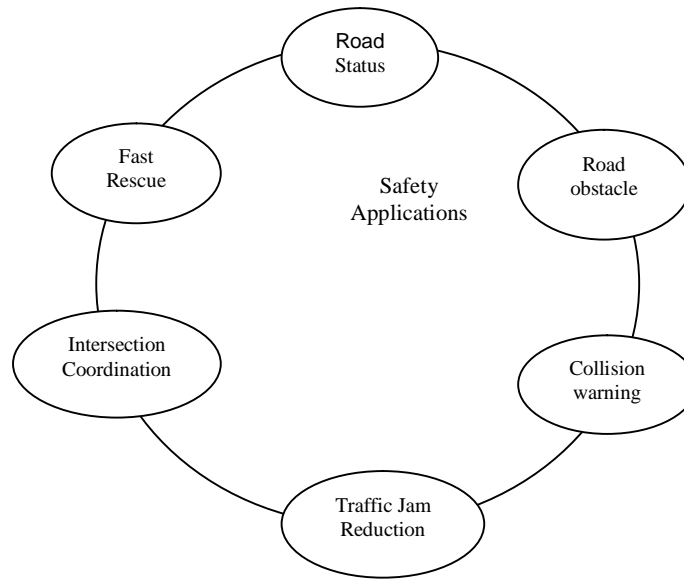 Road
Status
Fast
Rescue
Road
obstacle
Safety
Applications
Intersection
Coordination
Collision
warning
Traffic Jam
Reduction